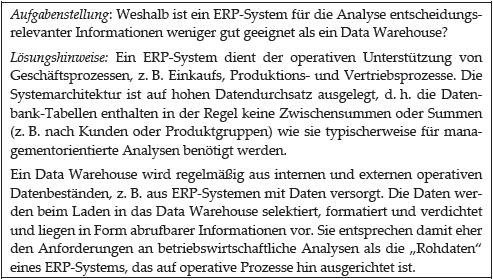 Aufgabenstellung: Weshalb ist ein ERP-System für die Analyse entscheidungs-
relevanter Informationen weniger gut geeignet als ein Data Warehouse?
Lösungshinweise: Ein ERP-System dient der operativen Unterstützung von
Geschäftsprozessen, z. B. Einkaufs, Produktions- und Vertriebsprozesse. Die
Systemarchitektur ist auf hohen Datendurchsatz ausgelegt, d. h. die Daten-
bank-Tabellen enthalten in der Regel keine Zwischensummen oder Summen
(z. B. nach Kunden oder Produktgruppen) wie sie typischerweise für mana-
gementorientierte Analysen benötigt werden.
Ein Data Warehouse wird regelmäßig aus internen und externen operativen
Datenbeständen, z. B. aus ERP-Systemen mit Daten versorgt. Die Daten wer-
den beim Laden in das Data Warehouse selektiert, formatiert und verdichtet
und liegen in Form abrufbarer Informationen vor. Sie entsprechen damit eher
den Anforderungen an betriebswirtschaftliche Analysen als die „Rohdaten“
eines ERP-Systems, das auf operative Prozesse hin ausgerichtet ist.